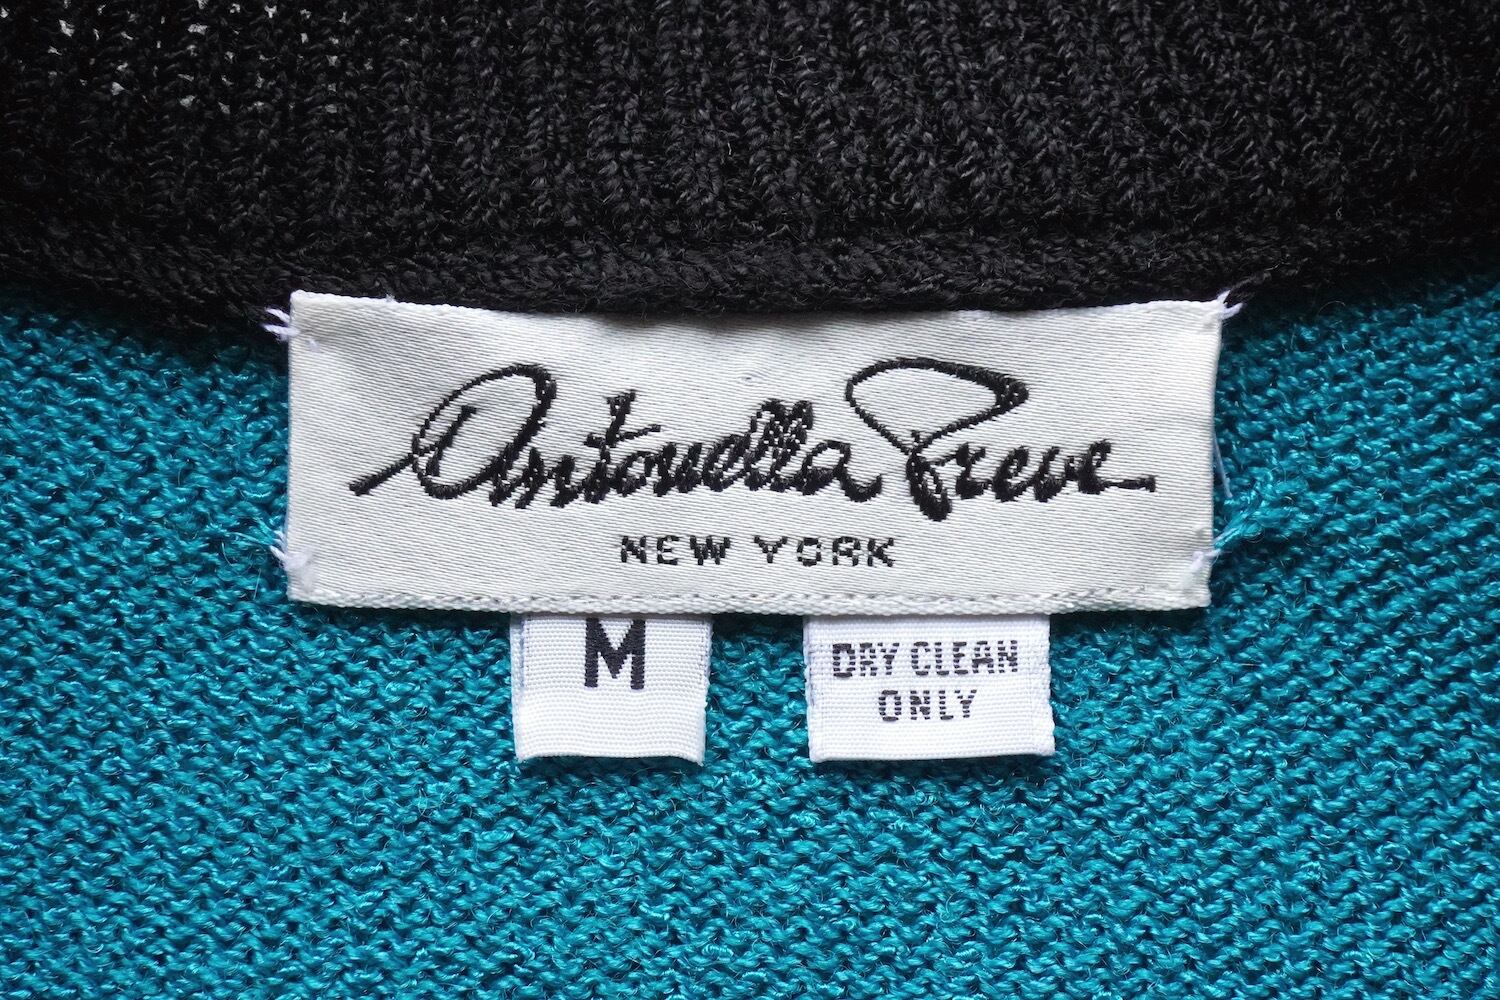 Antonella Preve
NEW YORK
M
DRY CLEAN
ONLY